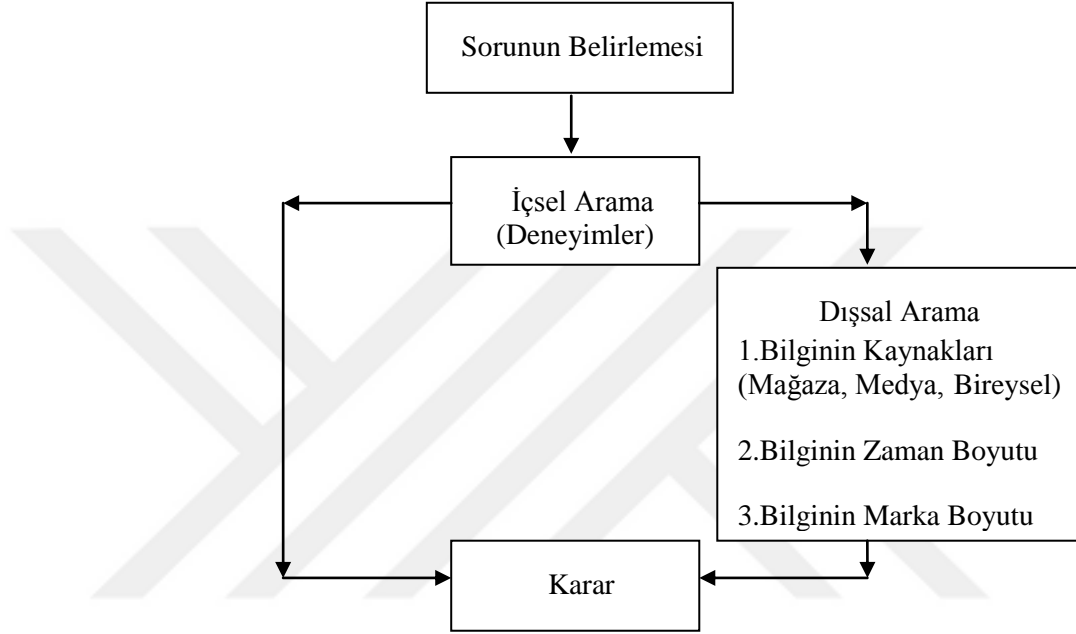 Sorunun Belirlemesi
İçsel Arama
(Deneyimler)
Dışsal Arama
1.Bilginin Kaynakları
(Mağaza, Medya, Bireysel)
2.Bilginin Zaman Boyutu
3.Bilginin Marka Boyutu
Karar